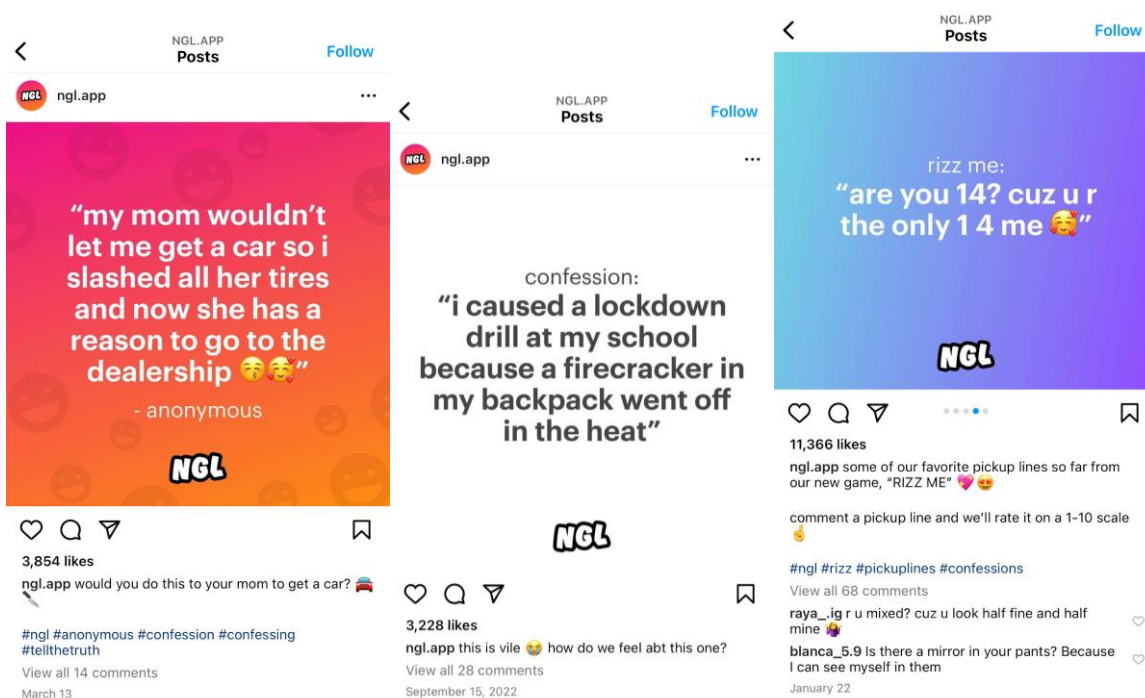 NGL.APP
Posts
Follow
NGL
ngl.app
“my mom wouldn’t
let me get a car so i
slashed all her tires
and now she has a
reason to go to the
dealership 😚🥰”
- anonymous
NGL
3,854 likes
ngl.app would you do this to your mom to get a car? 🚘
🔪
#ngl #anonymous #confession #confessing
#tellthetruth
View all 14 comments
March 13
NGL.APP
Posts
Follow
NGL
ngl.app
confession:
“i caused a lockdown
drill at my school
because a firecracker in
my backpack went off
in the heat”
NGL
3,228 likes
ngl.app this is vile 😭 how do we feel abt this one?
View all 28 comments
September 15, 2022
NGL.APP
Posts
Follow
rizz me:
“are you 14? cuz u r
the only 1 4 me 🥰”
NGL
11,366 likes
ngl.app some of our favorite pickup lines so far from
our new game, “RIZZ ME” 💖😍
comment a pickup line and we’ll rate it on a 1-10 scale
🤞
#ngl #rizz #pickuplines #confessions
View all 68 comments
raya_.ig r u mixed? cuz u look half fine and half
mine 🤷‍♀️
blanca_5.9 Is there a mirror in your pants? Because
I can see myself in them
January 22